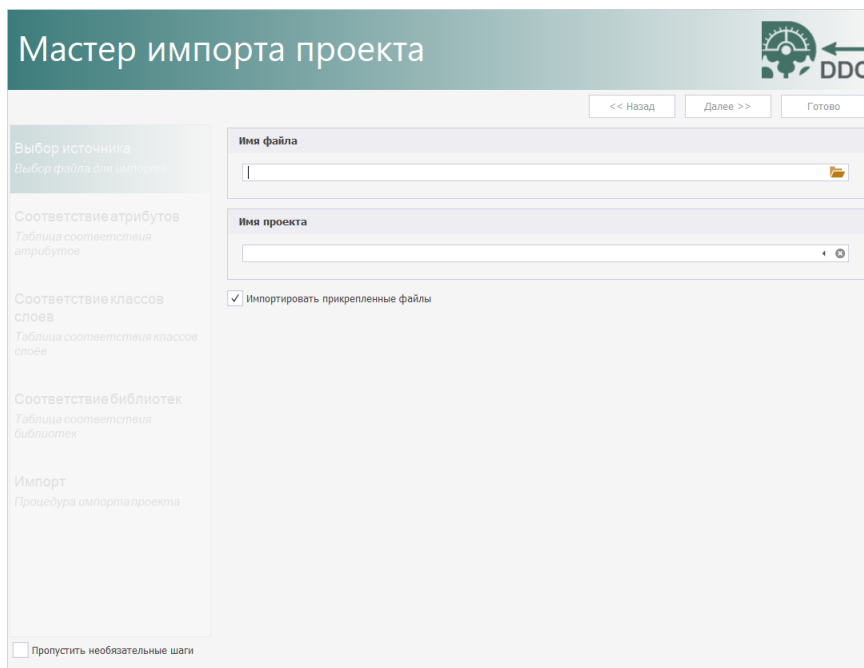 Мастер импорта проекта
DDC
<< Назад
Далее >>
Готово
Выбор источника
Выбор файла для импорта
Соответствие атрибутов
Таблица соответствия
атрибутов
Соответствие классов
слоев
Таблица соответствия классов
слоёв
Соответствие библиотек
Таблица соответствия
библиотек
Импорт
Процедура импорта проекта
Пропустить необязательные шаги
Имя файла
Имя проекта
Импортировать прикрепленные файлы